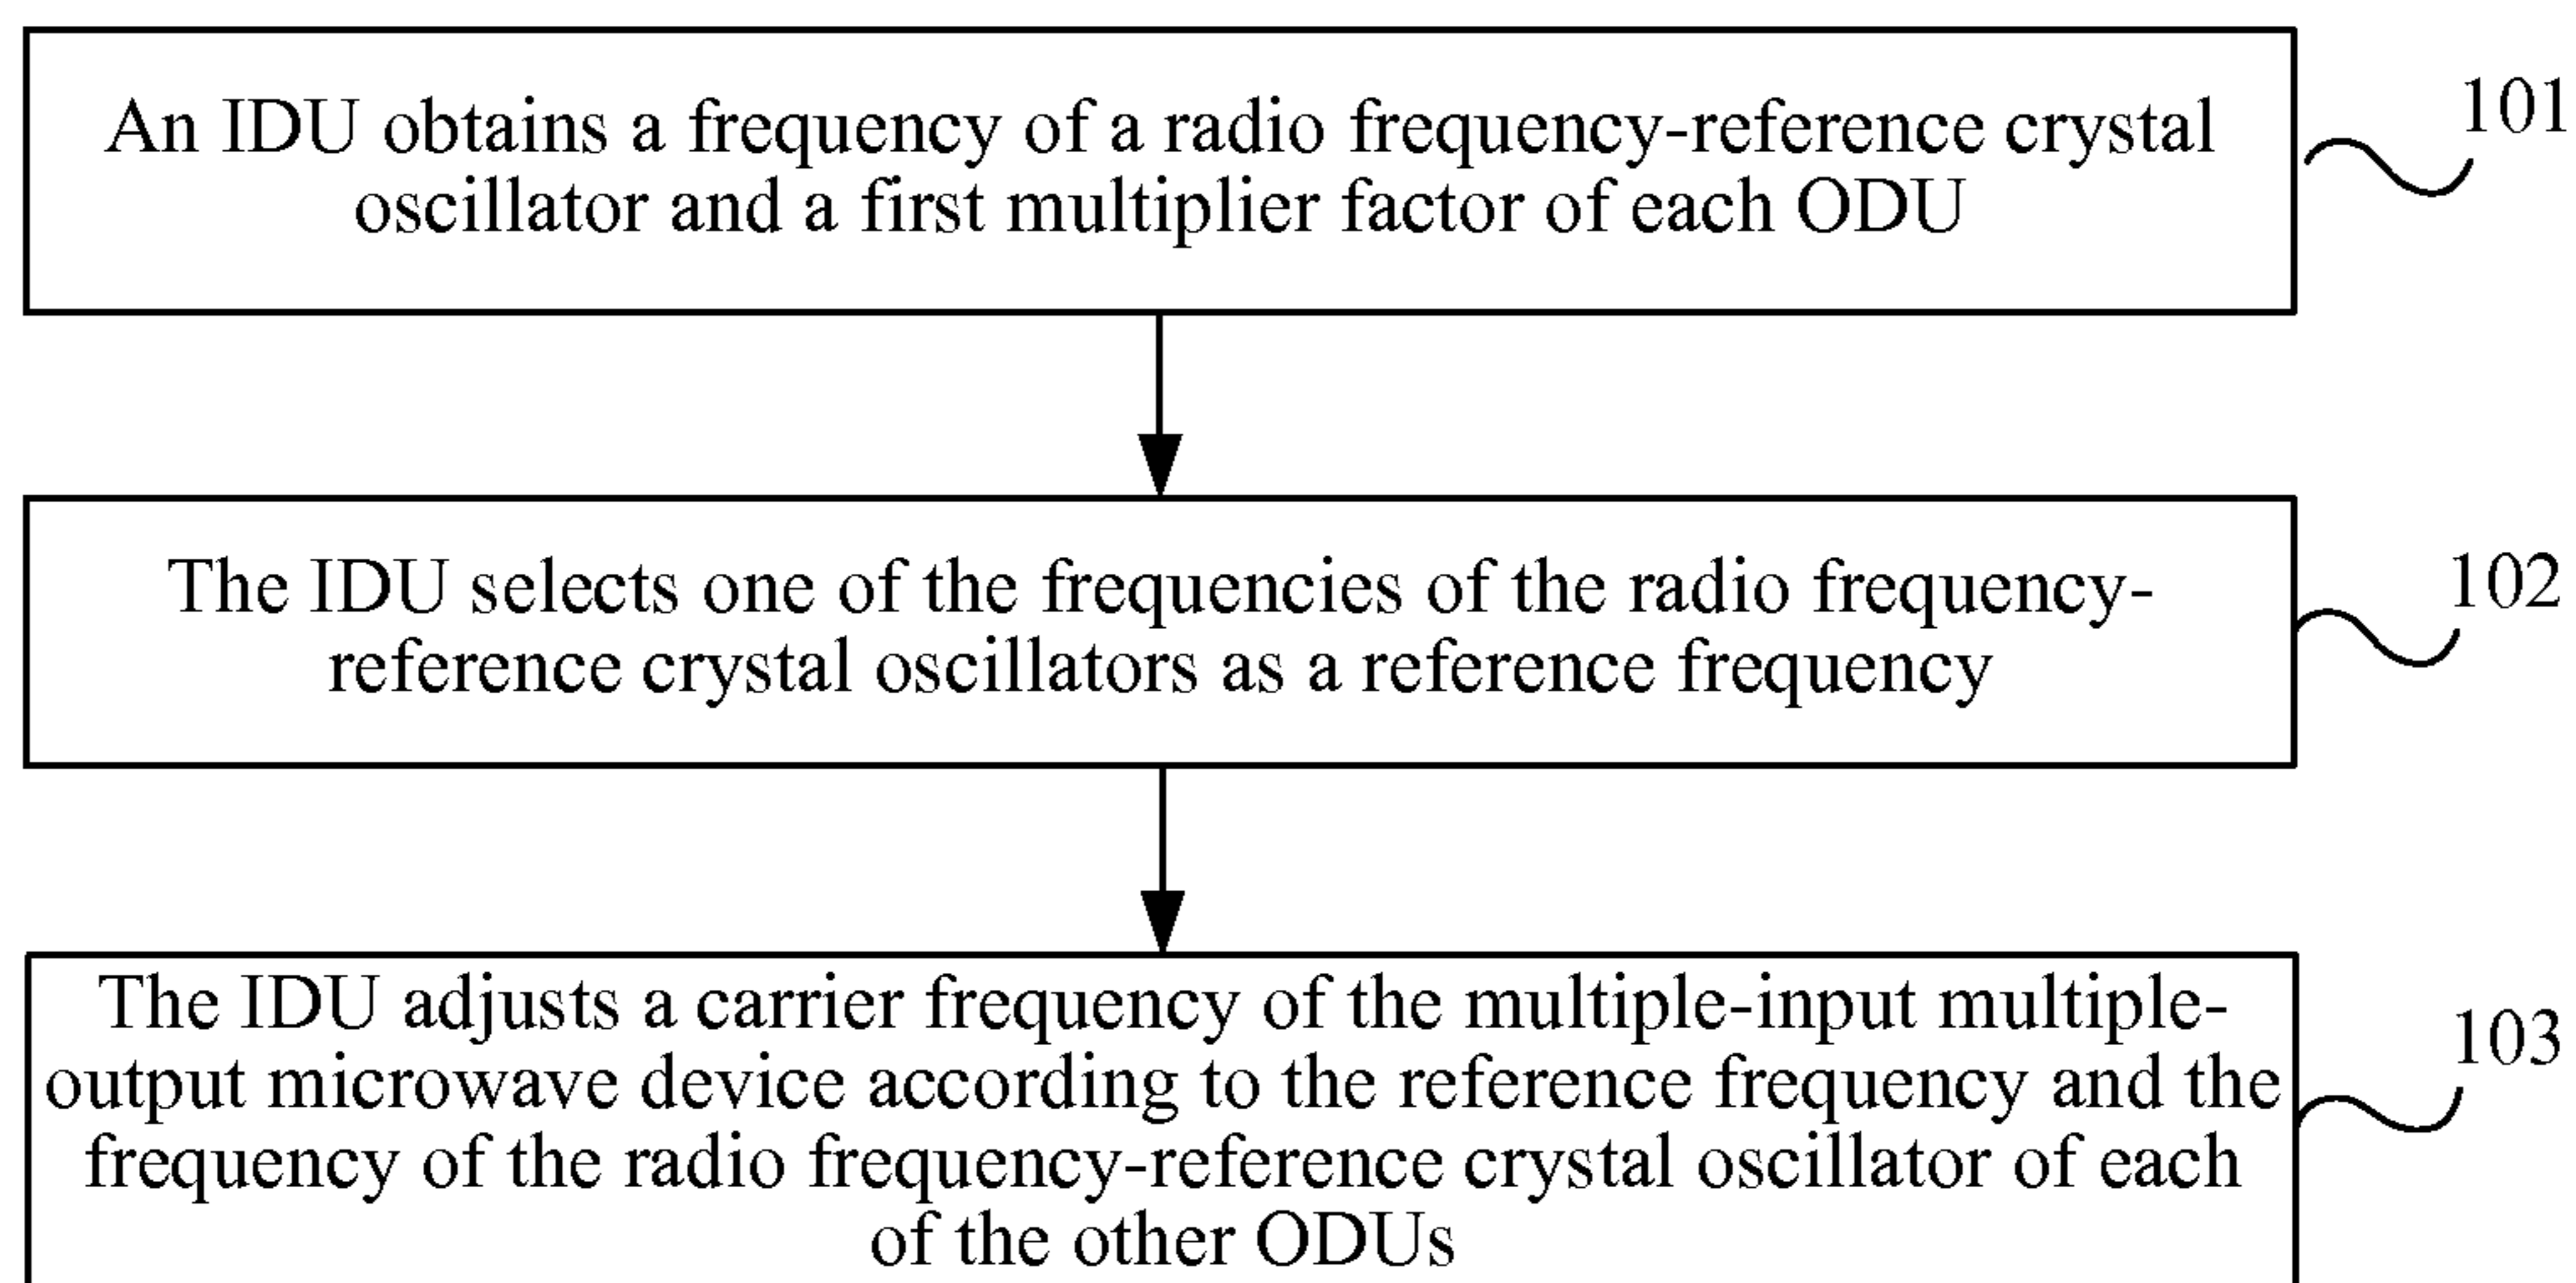 An IDU obtains a frequency of a radio frequency-reference crystal
oscillator and a first multiplier factor of each ODU
101
The IDU selects one of the frequencies of the radio frequency-
reference crystal oscillators as a reference frequency
102
The IDU adjusts a carrier frequency of the multiple-input multiple-
output microwave device according to the reference frequency and the
frequency of the radio frequency-reference crystal oscillator of each
of the other ODUs
103